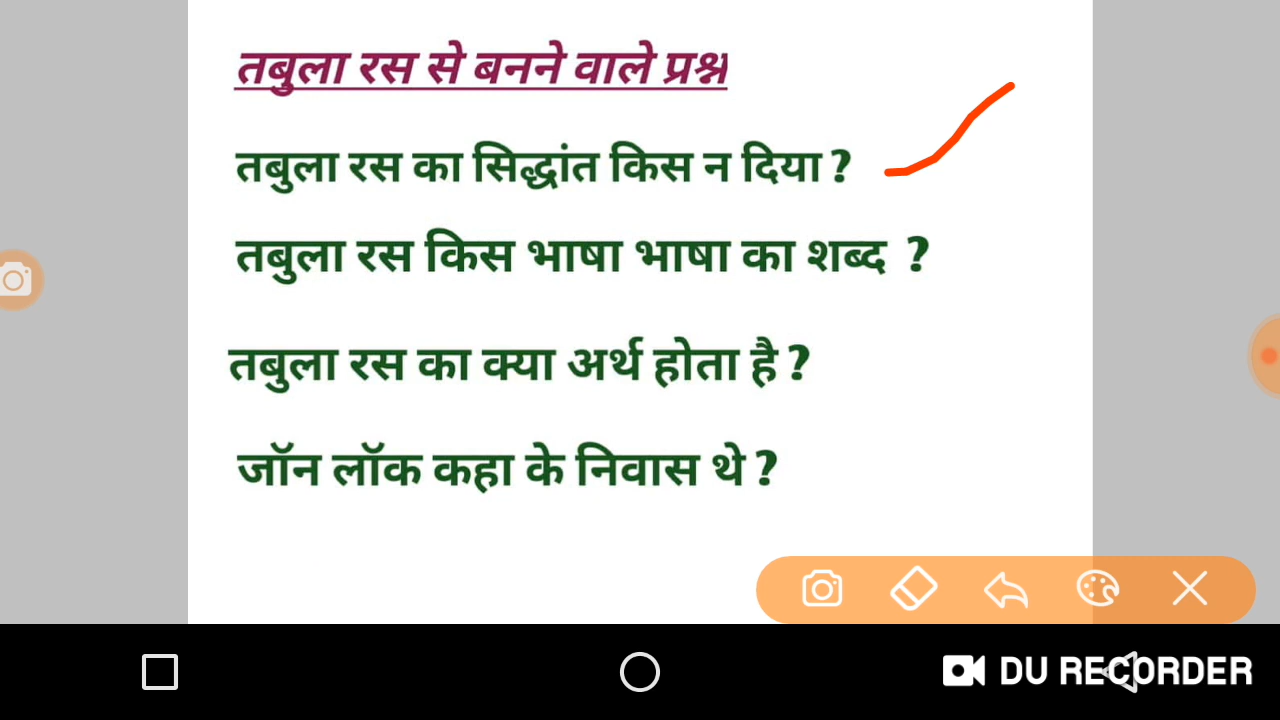 तबुला रस से बनने वाले प्रश्न
तबुला रस का सिद्धांत किस न दिया ?
तबुला रस किस भाषा भाषा का शब्द ?
तबुला रस का क्या अर्थ होता है ?
जॉन लॉक कहा के निवास थे ?
DU RECORDER